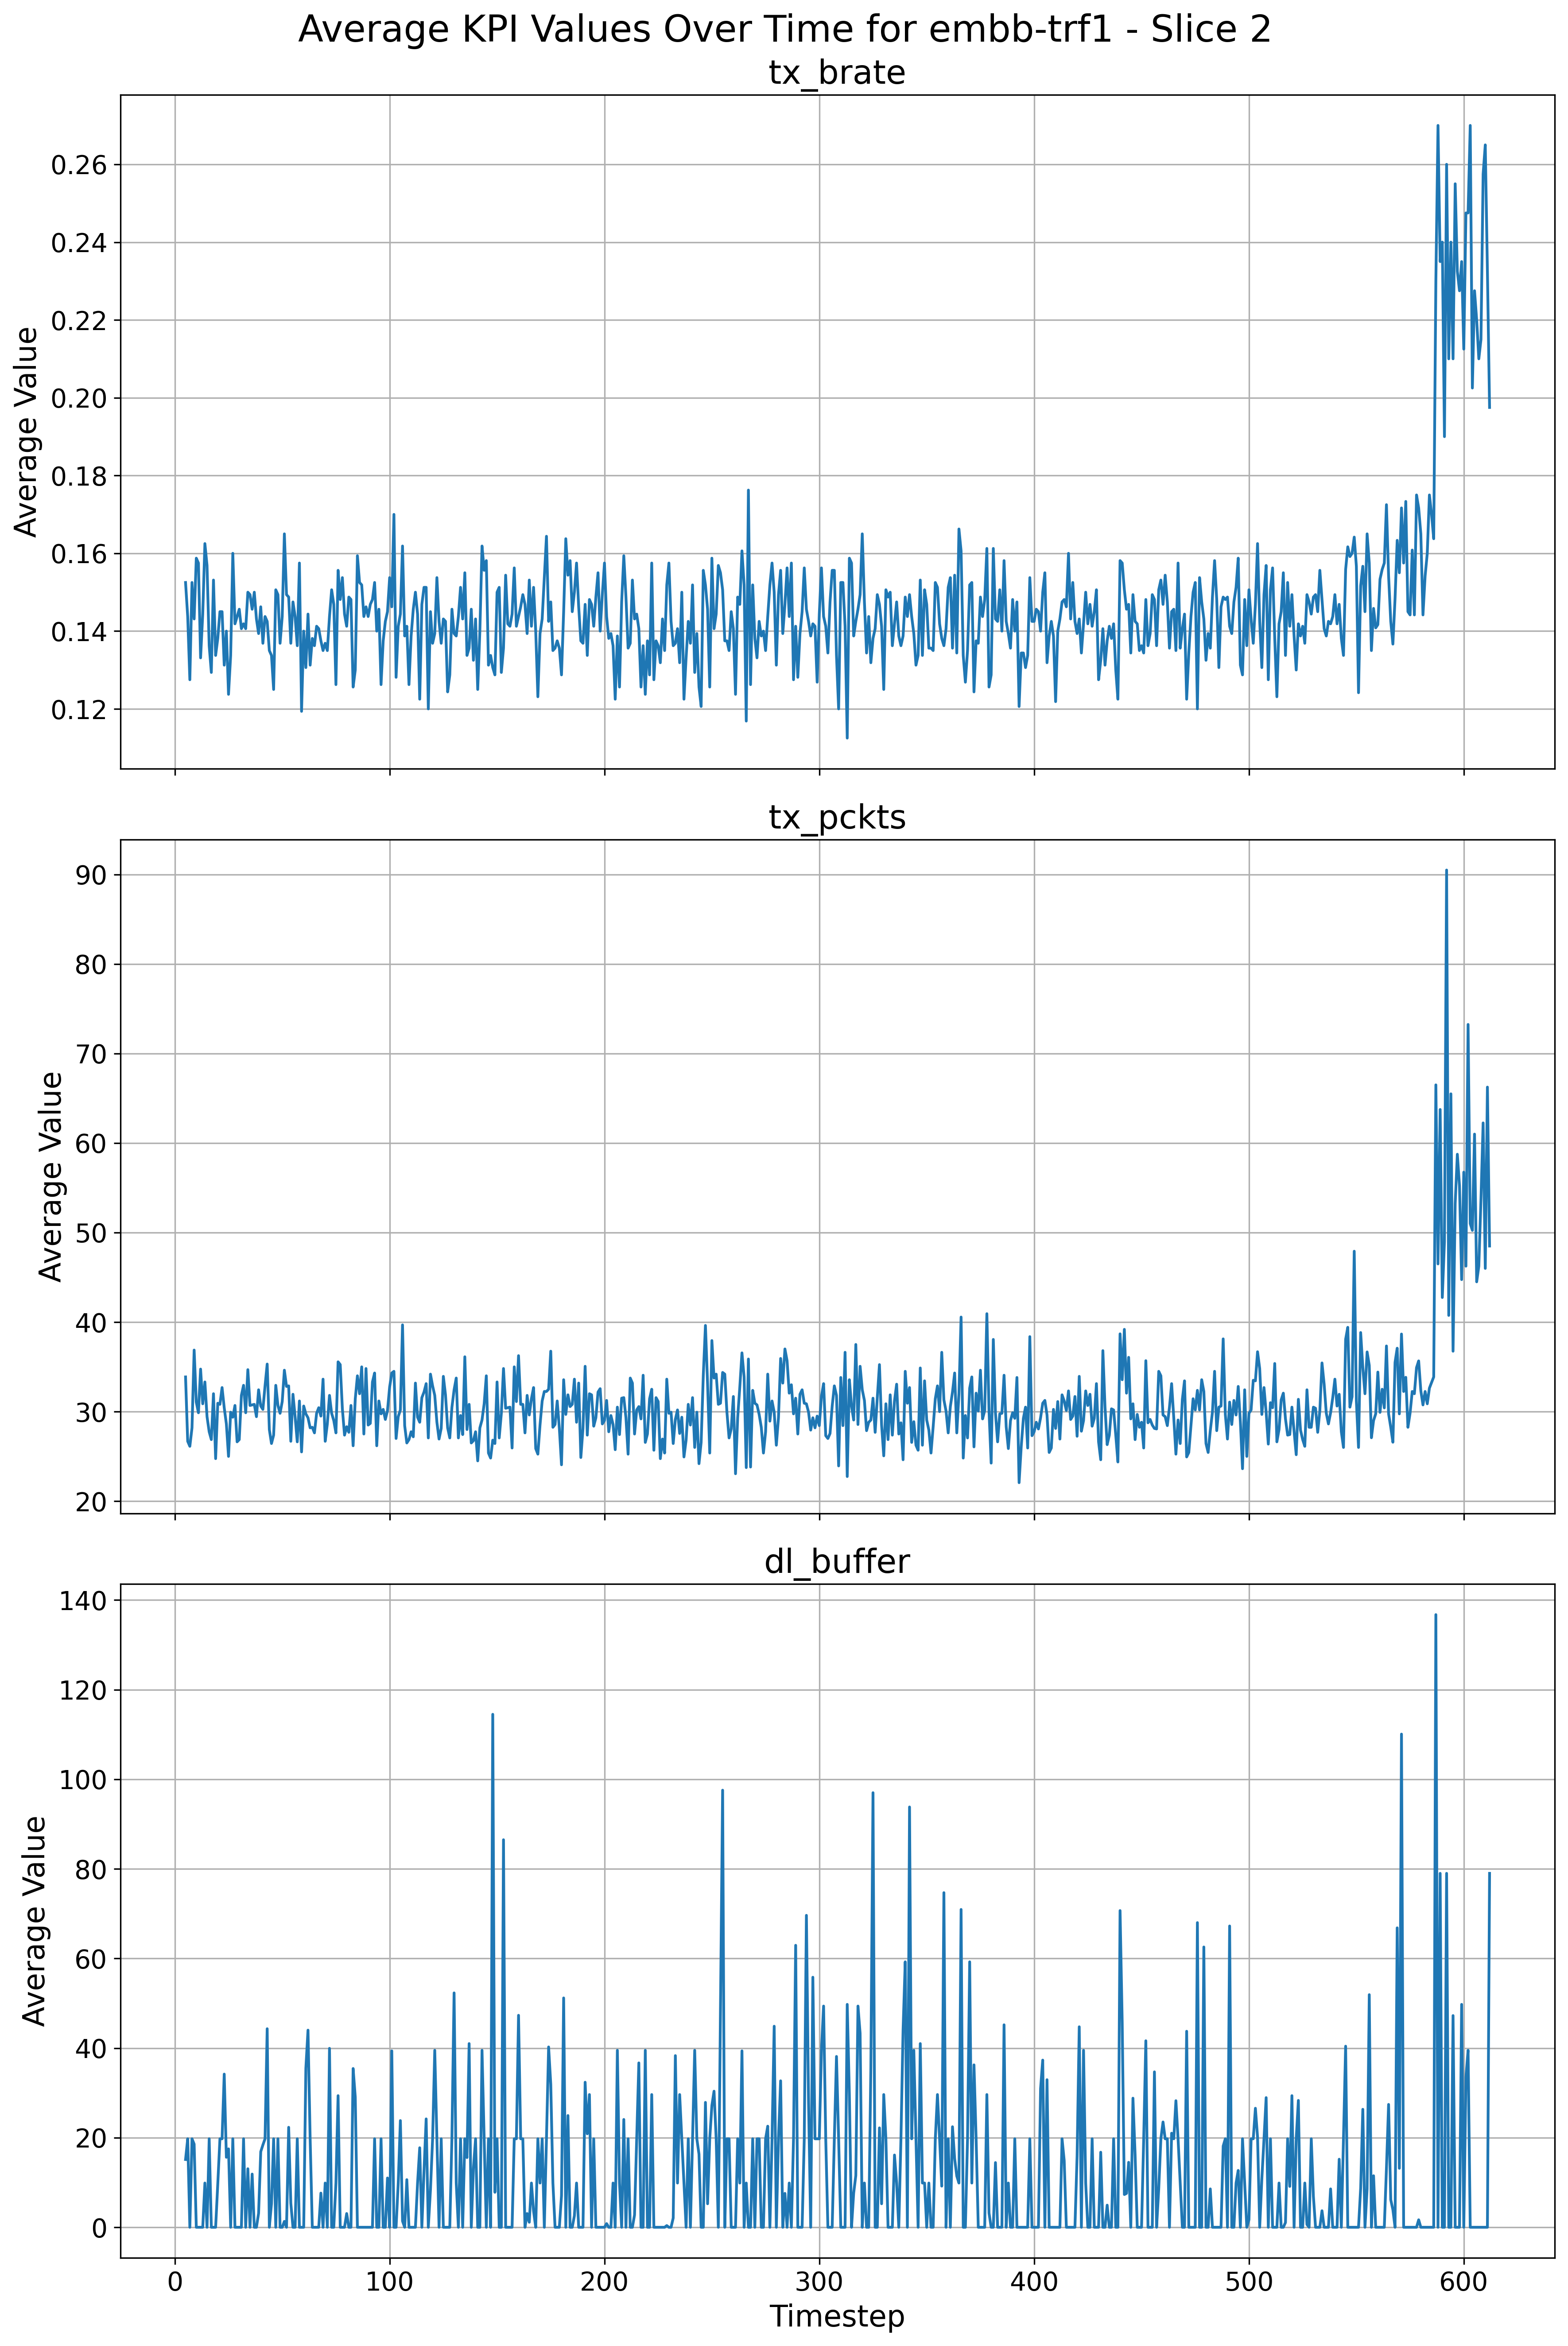 Average KPI Values Over Time for embb-trf1 - Slice 2
tx_brate
Average Value
0.26
0.24
0.22
0.20
0.18
0.16
0.14
0.12
tx_pckts
Average Value
90
80
70
60
50
40
30
20
dl_buffer
Average Value
140
120
100
80
60
40
20
0
0 100 200 300 400 500 600
Timestep